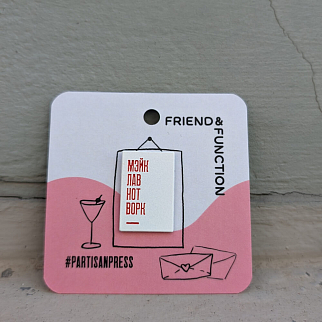 FRIEND&
FUNCTION
МЭЙК
ЛАВ
НОТ
ВОРК
#PARTISANPRESS